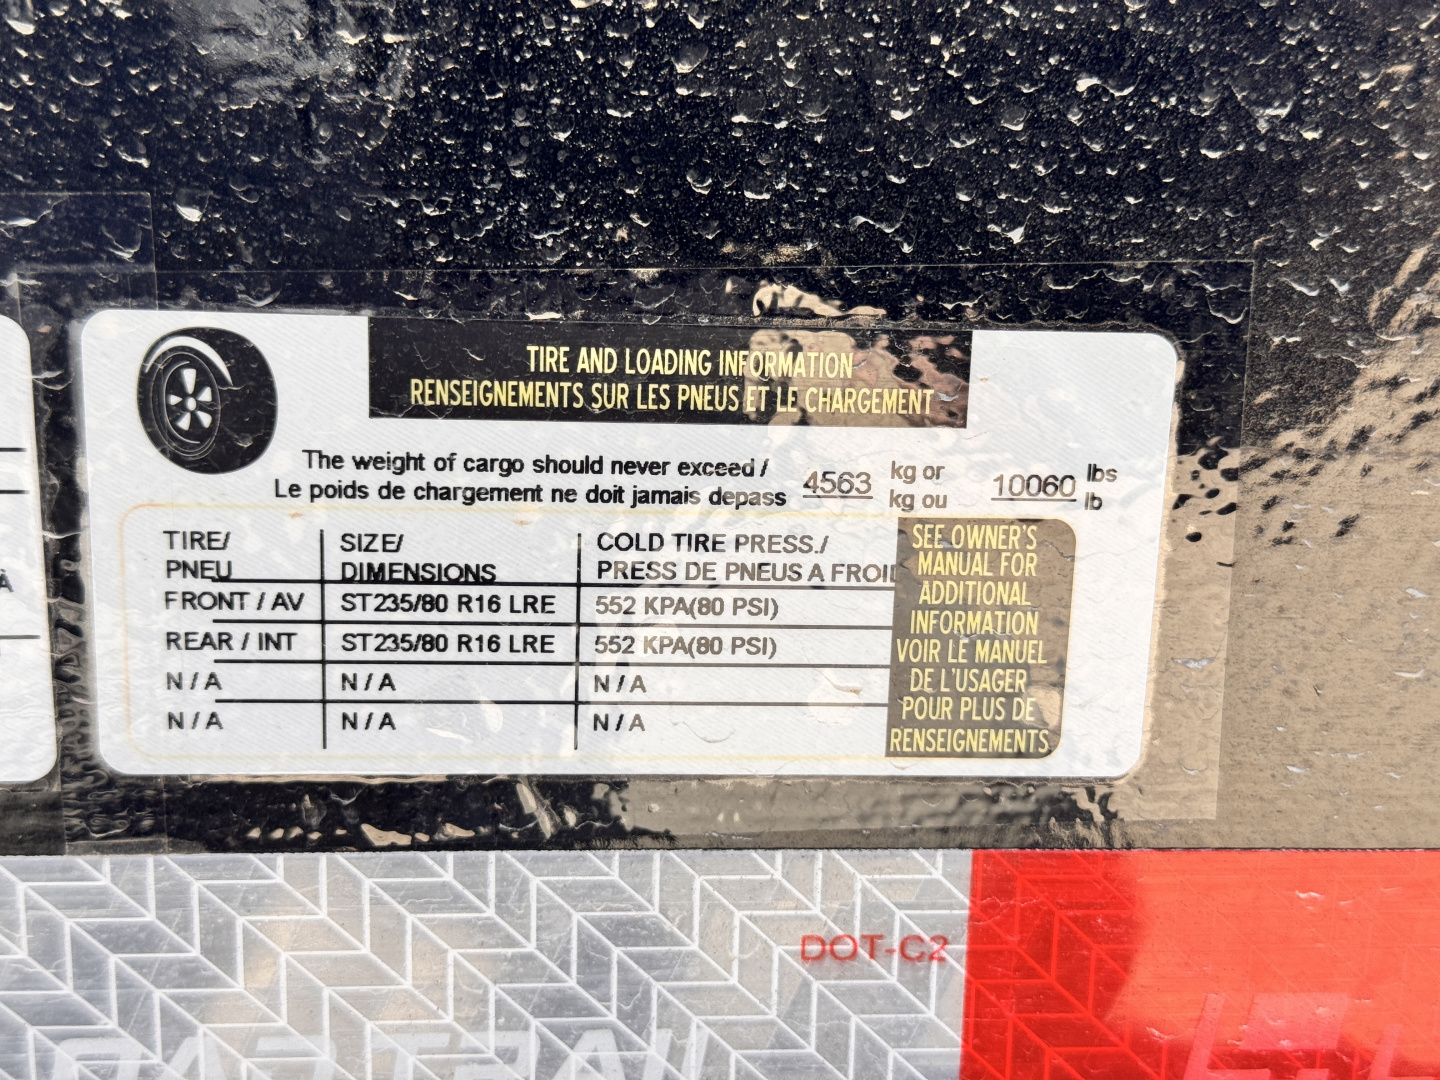 TIRE AND LOADING INFORMATION
RENSEIGNEMENTS SUR LES PNEUS ET LE CHARGEMENT
The weight of cargo should never exceed / 4563 kg or 10060 lbs
Le poids de chargement ne doit jamais depass kg ou lb
TIRE/ SIZE/ COLD TIRE PRESS./
PNEU DIMENSIONS PRESS DE PNEUS A FROI
FRONT / AV ST235/80 R16 LRE 552 KPA(80 PSI)
REAR / INT ST235/80 R16 LRE 552 KPA(80 PSI)
N / A N / A N / A
N / A N / A N / A
SEE OWNER'S
MANUAL FOR
ADDITIONAL
INFORMATION
VOIR LE MANUEL
DE L'USAGER
POUR PLUS DE
RENSEIGNEMENTS
À
DOT-C2